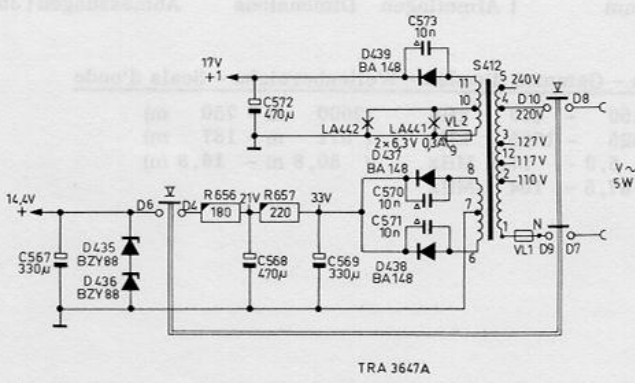 C573
10n
D439
BA 148
S412
17V
+1
11
10
5
240V
4
220V
D10
V
D8
C572
470µ
LA442
LA441
VL2
9
2×6,3V
0,3A
3
127V
12
117V
2
110V
D437
BA148
8
C570
10n
7
C571
10n
V~
5W
14,4V
+
V
D6
D4
R656
180
21V
R657
220
33V
D438
BA148
6
1
VL1
N
D9
D7
D435
BZY88
C567
330µ
D436
BZY88
C568
470µ
C569
330µ
TRA 3647A